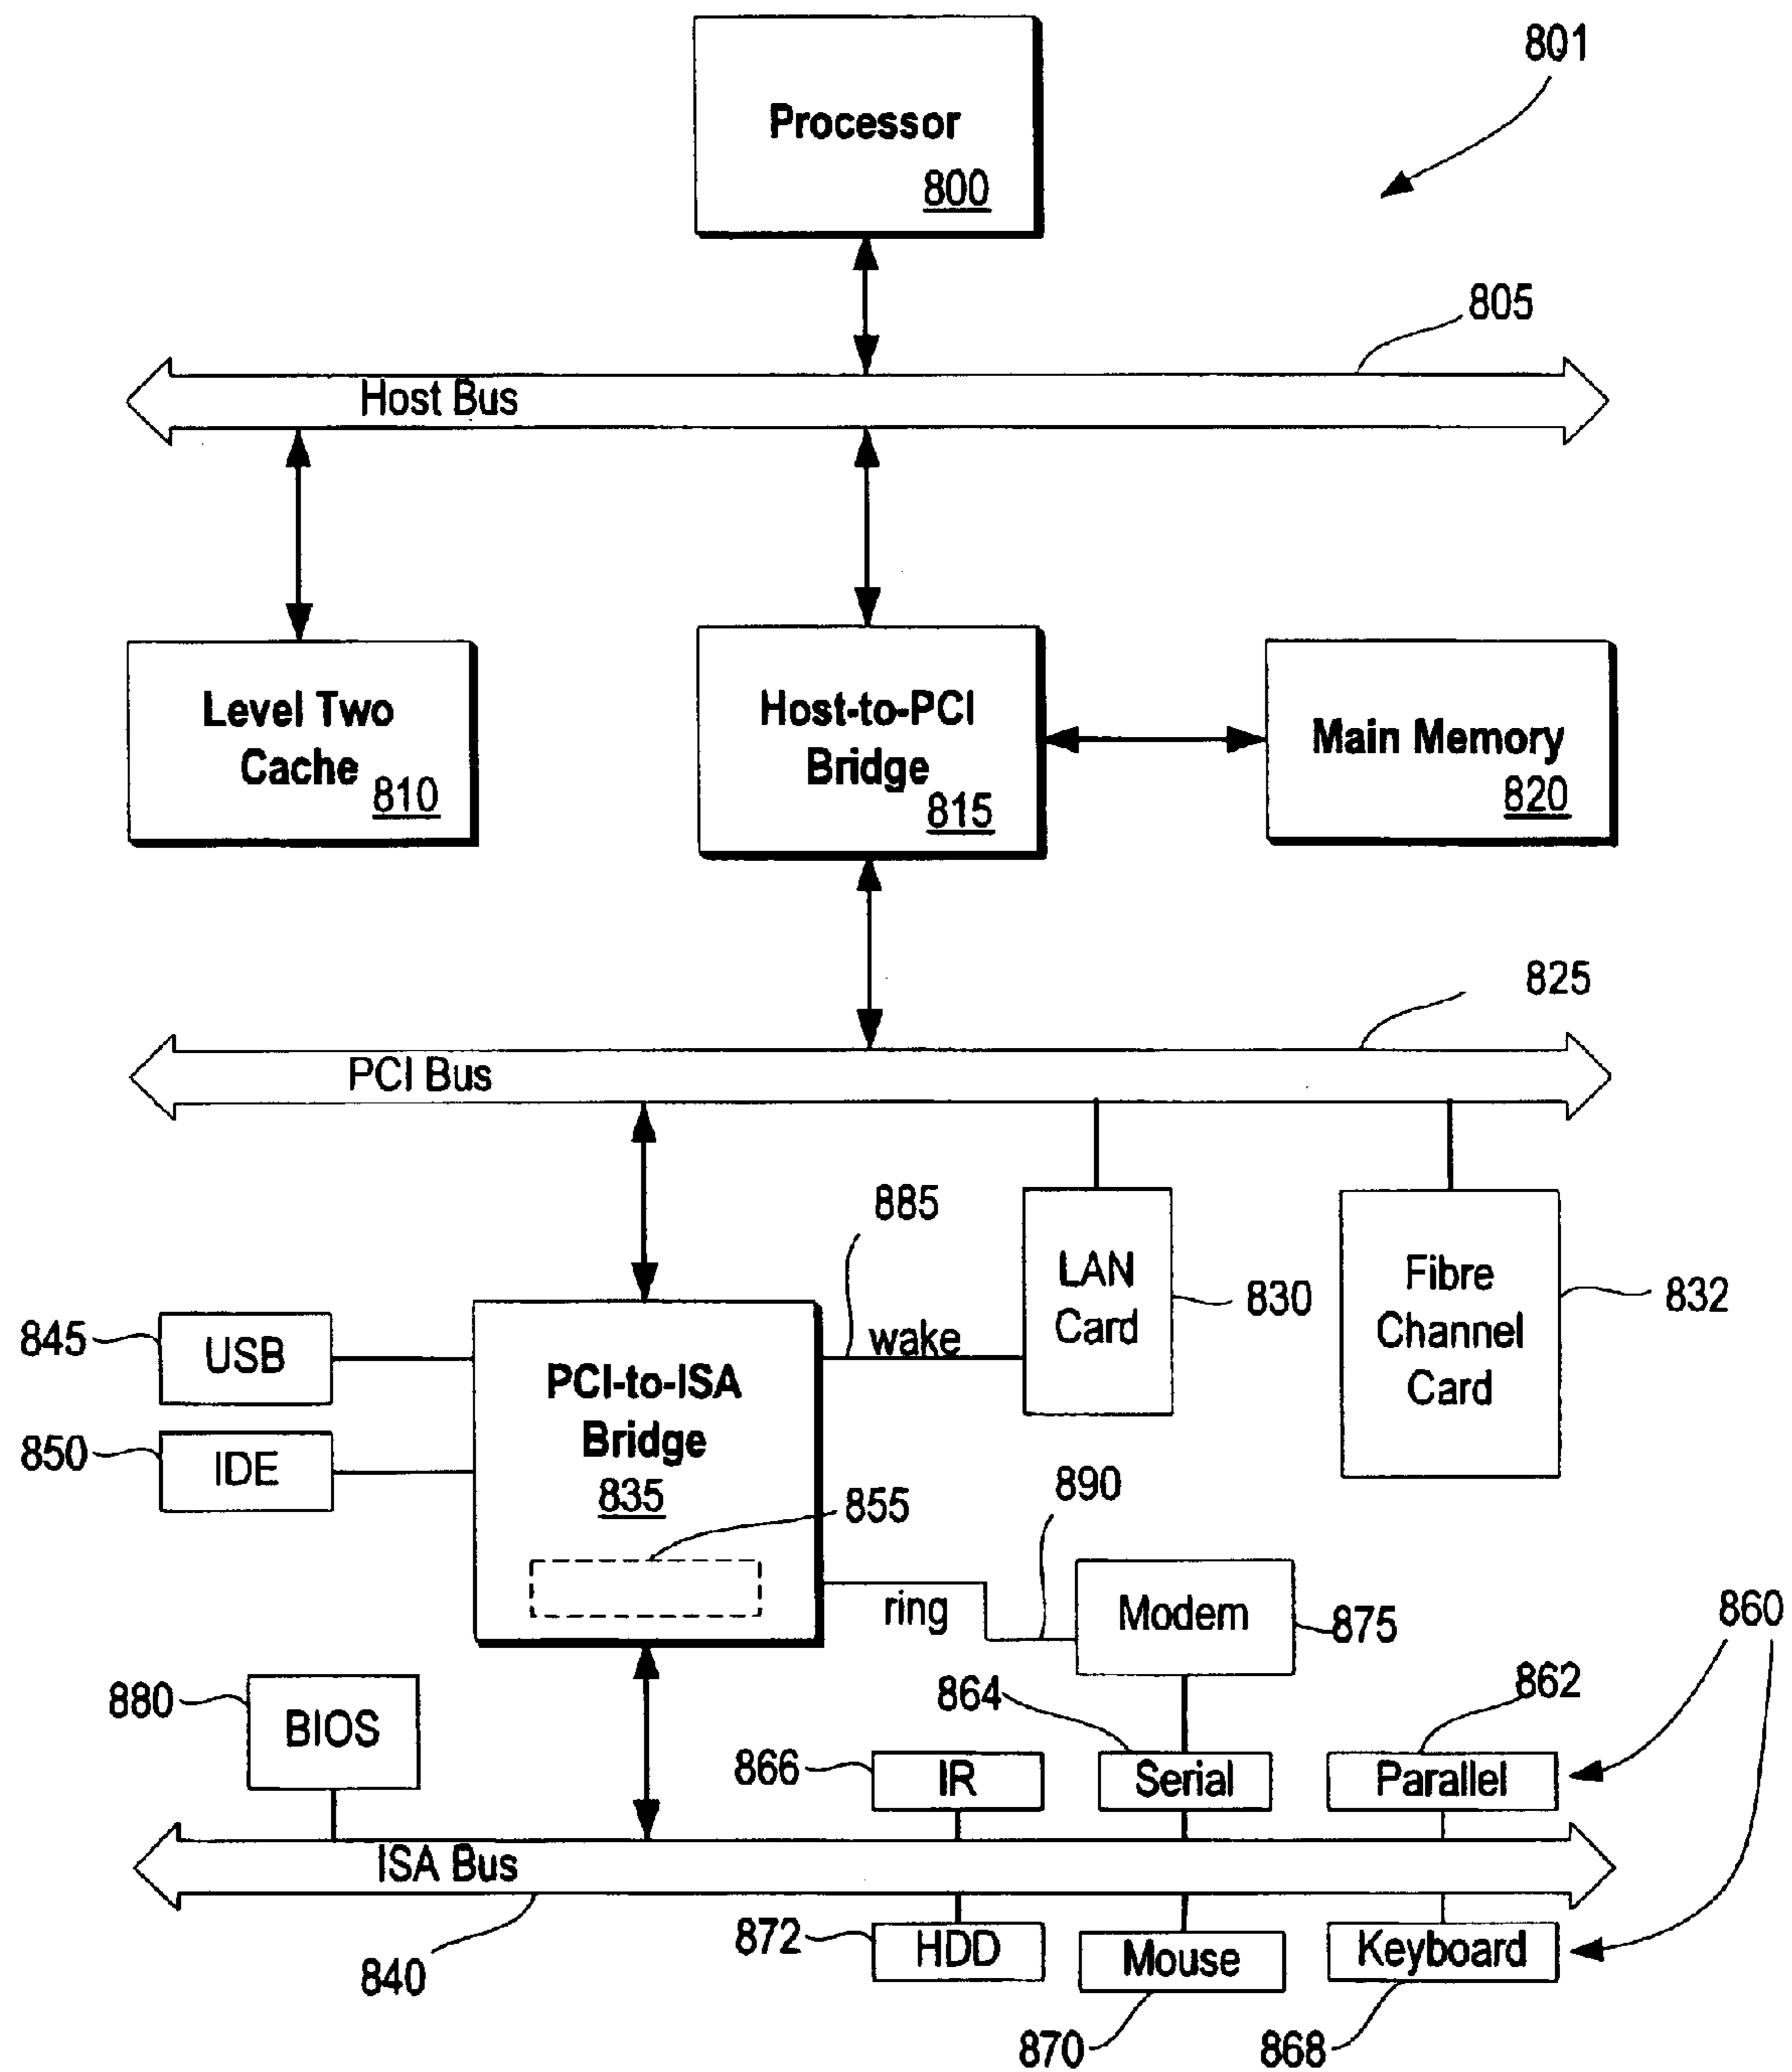 801
Processor
800
805
Host Bus
Level Two
Cache
810
Host-to-PCI
Bridge
815
Main Memory
820
825
PCI Bus
885
LAN
Card
830
Fibre
Channel
Card
832
845
USB
wake
PCI-to-ISA
Bridge
835
850
IDE
855
890
ring
Modem
875
860
880
BIOS
864
862
866
IR
Serial
Parallel
ISA Bus
840
872
HDD
Mouse
Keyboard
870
868